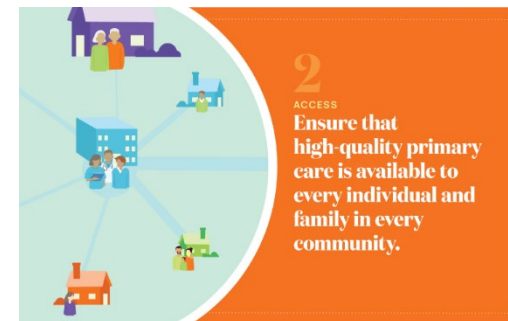 2
ACCESS
Ensure that
high-quality primary
care is available to
every individual and
family in every
community.